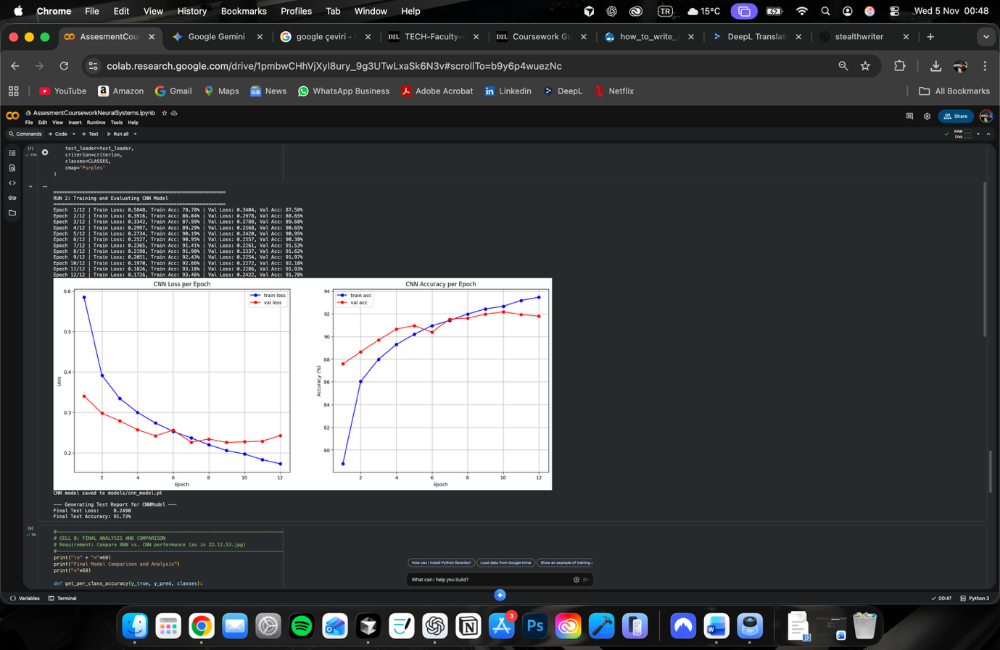 Chrome File Edit View History Bookmarks Profiles Tab Window Help TR 15°C Wed 5 Nov 00:48
AssesmentCou Google Gemini google çeviri - D2L TECH-Faculty- D2L Coursework Gu how_to_write_ DeepL Translat stealthwriter
colab.research.google.com/drive/1pmbwCHhVjXyl8ury_9g3UTwLxaSk6N3v#scrollTo=b9y6p4wuezNc
YouTube Amazon Gmail Maps News WhatsApp Business Adobe Acrobat Linkedin DeepL Netflix All Bookmarks
AssesmentCourseworkNeuralSystems.ipynb
File Edit View Insert Runtime Tools Help
Share
Commands + Code + Text Run all
RAM
Disk
[7]
17m
test_loader=test_loader,
criterion=criterion,
classes=CLASSES,
cmap='Purples'
)
============================================================
RUN 2: Training and Evaluating CNN Model
============================================================
Epoch 1/12 | Train Loss: 0.5848, Train Acc: 78.78% | Val Loss: 0.3404, Val Acc: 87.58%
Epoch 2/12 | Train Loss: 0.3916, Train Acc: 86.04% | Val Loss: 0.2978, Val Acc: 88.65%
Epoch 3/12 | Train Loss: 0.3342, Train Acc: 87.99% | Val Loss: 0.2788, Val Acc: 89.68%
Epoch 4/12 | Train Loss: 0.2997, Train Acc: 89.29% | Val Loss: 0.2568, Val Acc: 90.65%
Epoch 5/12 | Train Loss: 0.2734, Train Acc: 90.19% | Val Loss: 0.2420, Val Acc: 90.95%
Epoch 6/12 | Train Loss: 0.2527, Train Acc: 90.95% | Val Loss: 0.2557, Val Acc: 90.38%
Epoch 7/12 | Train Loss: 0.2365, Train Acc: 91.41% | Val Loss: 0.2261, Val Acc: 91.53%
Epoch 8/12 | Train Loss: 0.2198, Train Acc: 91.98% | Val Loss: 0.2337, Val Acc: 91.62%
Epoch 9/12 | Train Loss: 0.2051, Train Acc: 92.43% | Val Loss: 0.2254, Val Acc: 91.97%
Epoch 10/12 | Train Loss: 0.1970, Train Acc: 92.66% | Val Loss: 0.2272, Val Acc: 92.18%
Epoch 11/12 | Train Loss: 0.1826, Train Acc: 93.18% | Val Loss: 0.2286, Val Acc: 91.93%
Epoch 12/12 | Train Loss: 0.1726, Train Acc: 93.46% | Val Loss: 0.2422, Val Acc: 91.78%
CNN Loss per Epoch
train loss
val loss
0.6
0.5
0.4
0.3
0.2
Loss
2 4 6 8 10 12
Epoch
CNN Accuracy per Epoch
train acc
val acc
94
92
90
88
86
84
82
80
Accuracy (%)
2 4 6 8 10 12
Epoch
CNN model saved to models/cnn_model.pt
--- Generating Test Report for CNNModel ---
Final Test Loss: 0.2490
Final Test Accuracy: 91.73%
[8]
0s
# CELL 8: FINAL ANALYSIS AND COMPARISON
# Requirement: Compare ANN vs. CNN performance (as in 22.12.53.jpg)
print("\n" + "="*60)
print("Final Model Comparison and Analysis")
print("="*60)
def get_per_class_accuracy(y_true, y_pred, classes):
How can I install Python libraries? Load data from Google Drive Show an example of training
What can I help you build?
Variables Terminal 00:47 Python 3
3
Ps